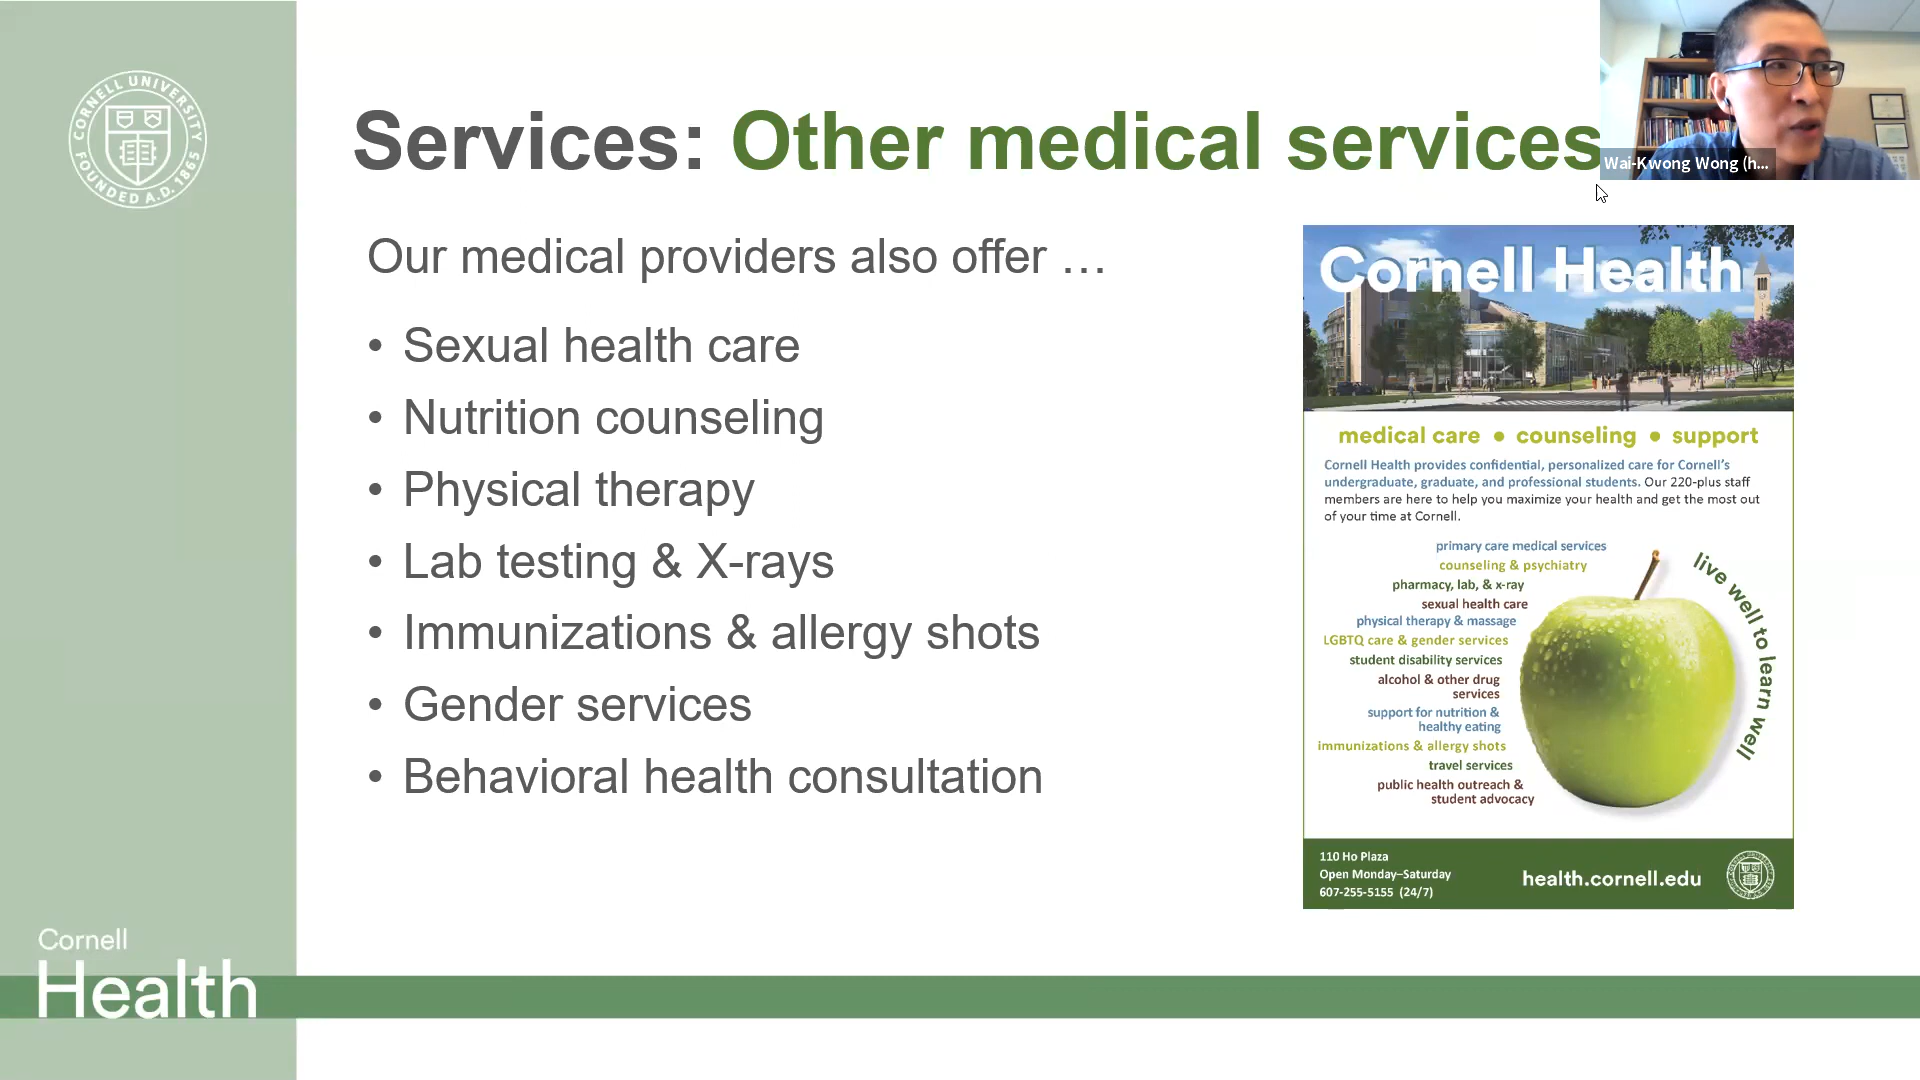 CORNELL UNIVERSITY
FOUNDED A.D. 1865
Services: Other medical services
Wai-Kwong Wong (h...
Our medical providers also offer …
• Sexual health care
• Nutrition counseling
• Physical therapy
• Lab testing & X-rays
• Immunizations & allergy shots
• Gender services
• Behavioral health consultation
Cornell Health
medical care • counseling • support
Cornell Health provides confidential, personalized care for Cornell's
undergraduate, graduate, and professional students. Our 220-plus staff
members are here to help you maximize your health and get the most out
of your time at Cornell.
primary care medical services
counseling & psychiatry
pharmacy, lab, & x-ray
sexual health care
physical therapy & massage
LGBTQ care & gender services
student disability services
alcohol & other drug
services
support for nutrition &
healthy eating
immunizations & allergy shots
travel services
public health outreach &
student advocacy
live well to learn well
110 Ho Plaza
Open Monday–Saturday
607-255-5155 (24/7)
health.cornell.edu
Cornell
Health